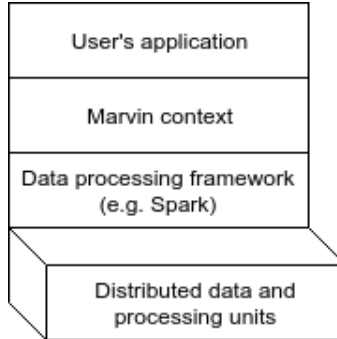 User's application
Marvin context
Data processing framework
(e.g. Spark)
Distributed data and
processing units